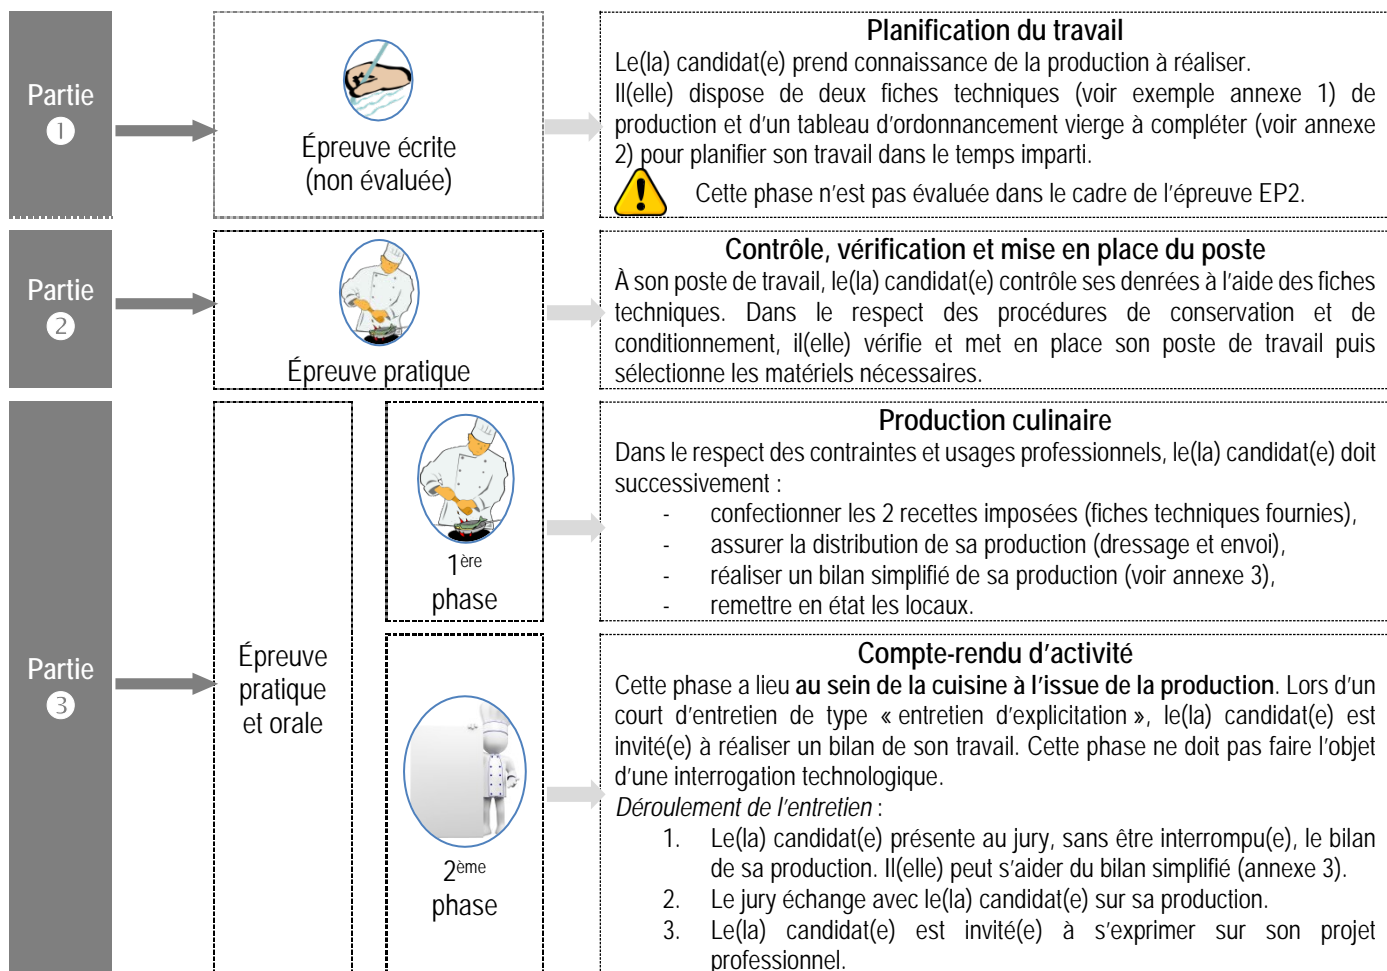 Partie
❶
Épreuve écrite
(non évaluée)
Planification du travail
Le(la) candidat(e) prend connaissance de la production à réaliser.
Il(elle) dispose de deux fiches techniques (voir exemple annexe 1) de
production et d'un tableau d'ordonnancement vierge à compléter (voir annexe
2) pour planifier son travail dans le temps imparti.
Cette phase n'est pas évaluée dans le cadre de l'épreuve EP2.
Partie
❷
Épreuve pratique
Contrôle, vérification et mise en place du poste
À son poste de travail, le(la) candidat(e) contrôle ses denrées à l'aide des fiches
techniques. Dans le respect des procédures de conservation et de
conditionnement, il(elle) vérifie et met en place son poste de travail puis
sélectionne les matériels nécessaires.
Partie
❸
Épreuve
pratique
et orale
1ère
phase
Production culinaire
Dans le respect des contraintes et usages professionnels, le(la) candidat(e) doit
successivement :
- confectionner les 2 recettes imposées (fiches techniques fournies),
- assurer la distribution de sa production (dressage et envoi),
- réaliser un bilan simplifié de sa production (voir annexe 3),
- remettre en état les locaux.
2ème
phase
Compte-rendu d'activité
Cette phase a lieu au sein de la cuisine à l'issue de la production. Lors d'un
court d'entretien de type « entretien d'explicitation », le(la) candidat(e) est
invité(e) à réaliser un bilan de son travail. Cette phase ne doit pas faire l'objet
d'une interrogation technologique.
Déroulement de l'entretien :
1. Le(la) candidat(e) présente au jury, sans être interrompu(e), le bilan
de sa production. Il(elle) peut s'aider du bilan simplifié (annexe 3).
2. Le jury échange avec le(la) candidat(e) sur sa production.
3. Le(la) candidat(e) est invité(e) à s'exprimer sur son projet
professionnel.